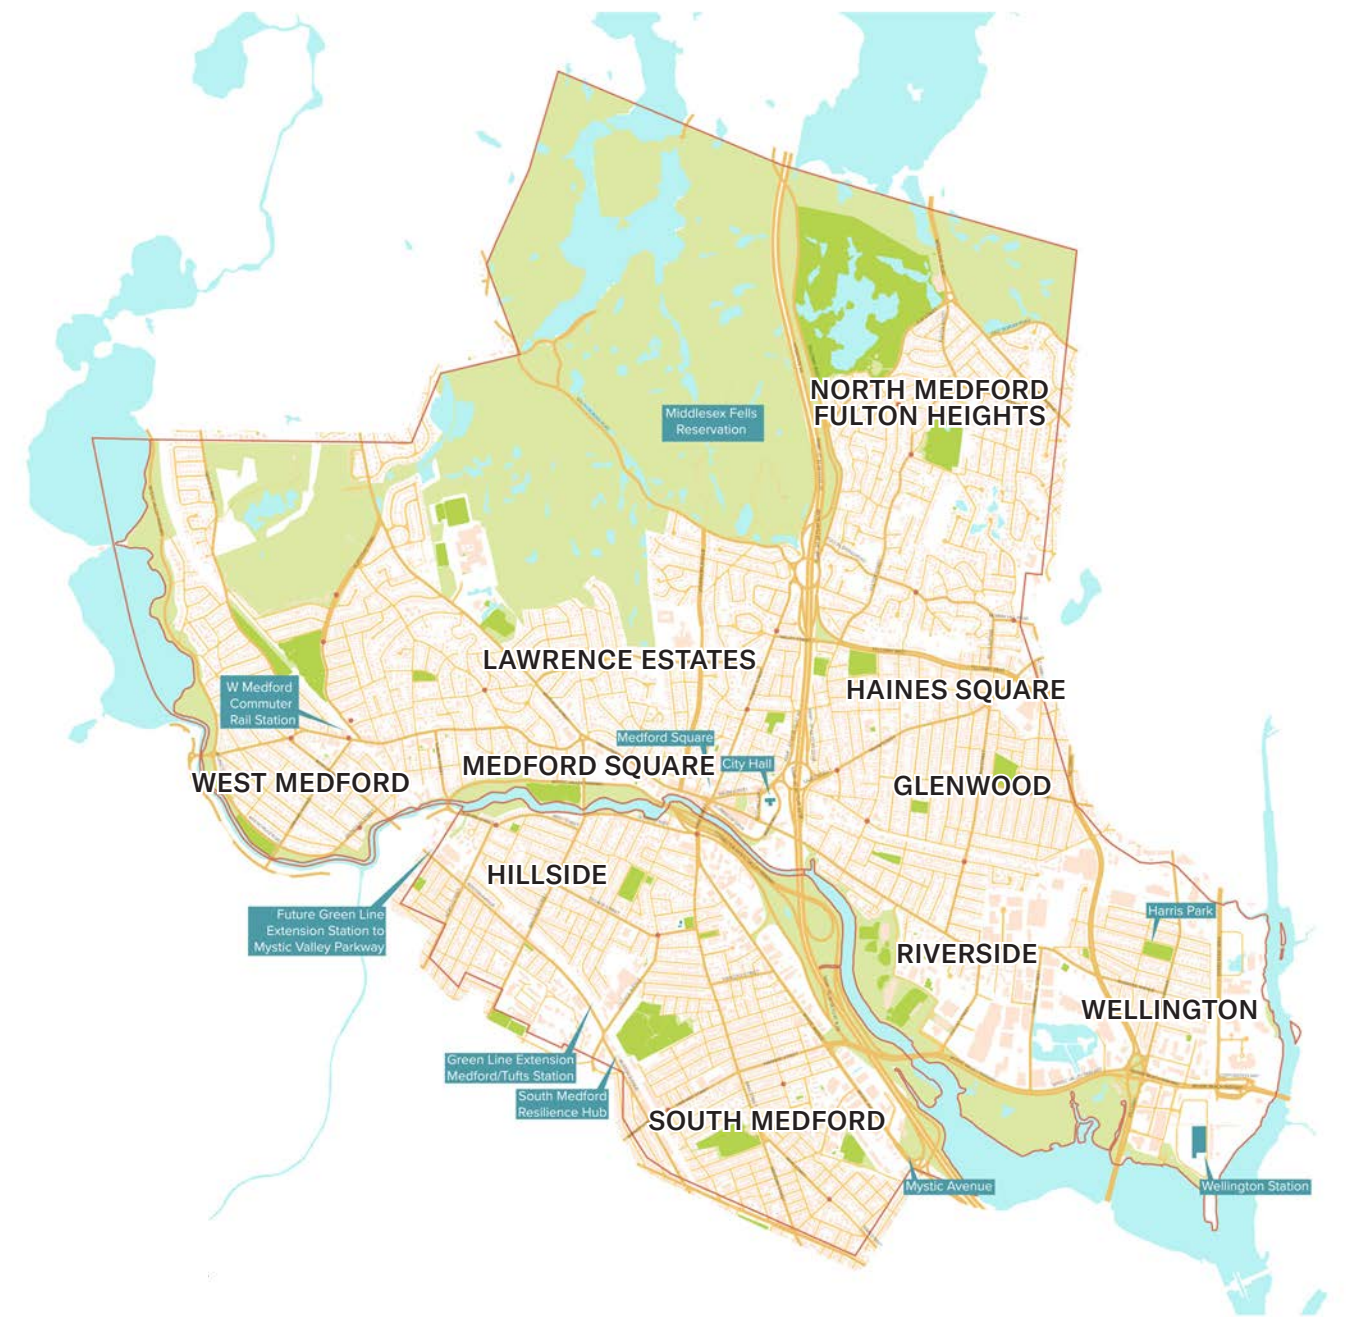 NORTH MEDFORD
FULTON HEIGHTS
Middlesex Fells
Reservation
LAWRENCE ESTATES
HAINES SQUARE
W Medford
Commuter
Rail Station
Medford Square
MEDFORD SQUARE
City Hall
WEST MEDFORD
GLENWOOD
HILLSIDE
Future Green Line
Extension Station to
Mystic Valley Parkway
Harris Park
RIVERSIDE
WELLINGTON
Green Line Extension
Medford/Tufts Station
South Medford
Resilience Hub
SOUTH MEDFORD
Mystic Avenue
Wellington Station